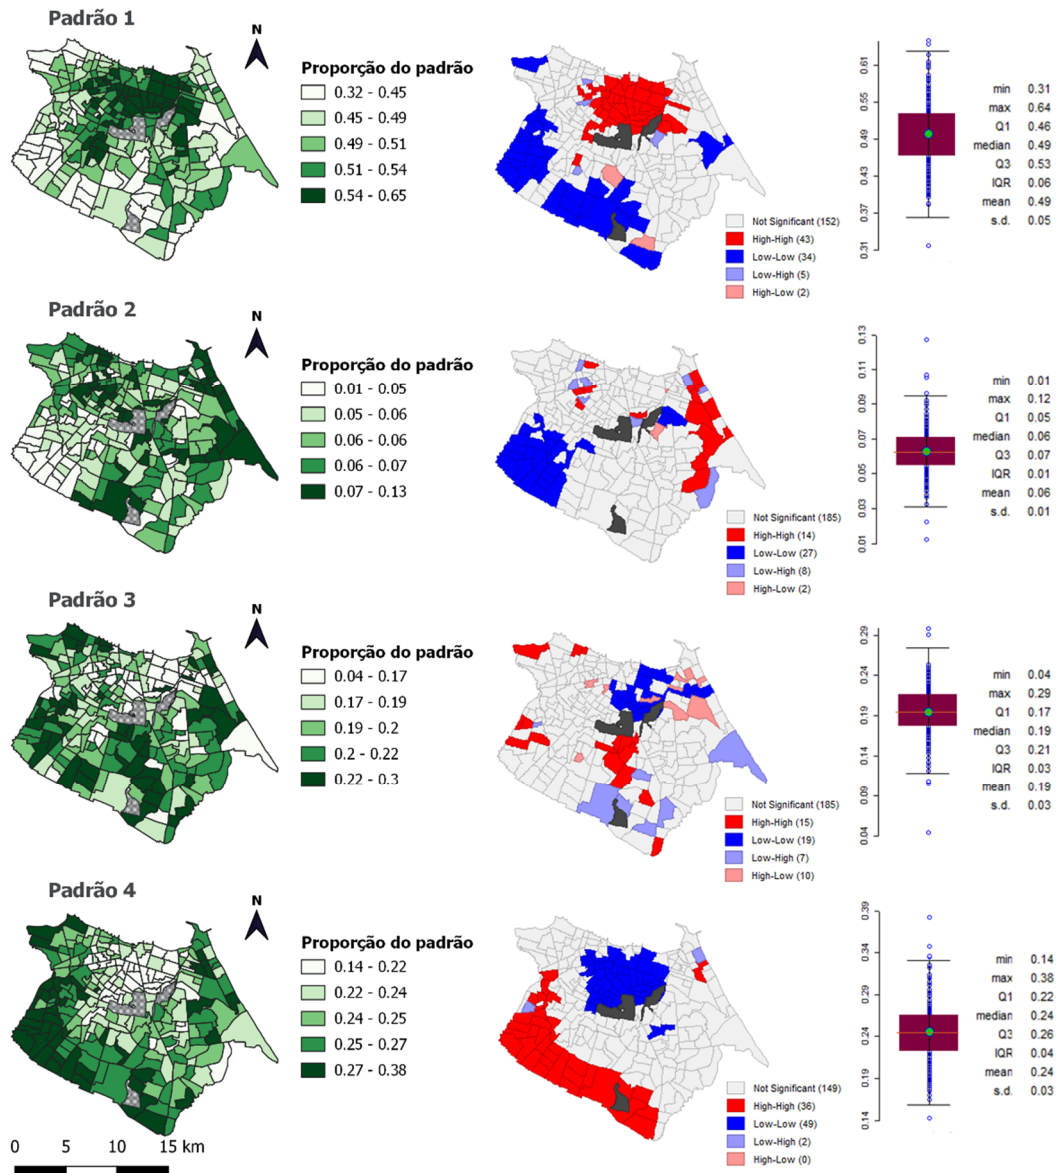 Padrão 1
N
Proporção do padrão
0.32 - 0.45
0.45 - 0.49
0.49 - 0.51
0.51 - 0.54
0.54 - 0.65
Not Significant (152)
High-High (43)
Low-Low (34)
Low-High (5)
High-Low (2)
0.61
0.55
0.49
0.43
0.37
0.31
min 0.31
max 0.64
Q1 0.46
median 0.49
Q3 0.53
IQR 0.06
mean 0.49
s.d. 0.05
Padrão 2
N
Proporção do padrão
0.01 - 0.05
0.05 - 0.06
0.06 - 0.06
0.06 - 0.07
0.07 - 0.13
Not Significant (185)
High-High (14)
Low-Low (27)
Low-High (8)
High-Low (2)
0.13
0.11
0.09
0.07
0.05
0.03
0.01
min 0.01
max 0.12
Q1 0.05
median 0.06
Q3 0.07
IQR 0.01
mean 0.06
s.d. 0.01
Padrão 3
N
Proporção do padrão
0.04 - 0.17
0.17 - 0.19
0.19 - 0.2
0.2 - 0.22
0.22 - 0.3
Not Significant (185)
High-High (15)
Low-Low (19)
Low-High (7)
High-Low (10)
0.29
0.24
0.19
0.14
0.09
0.04
min 0.04
max 0.29
Q1 0.17
median 0.19
Q3 0.21
IQR 0.03
mean 0.19
s.d. 0.03
Padrão 4
N
Proporção do padrão
0.14 - 0.22
0.22 - 0.24
0.24 - 0.25
0.25 - 0.27
0.27 - 0.38
Not Significant (149)
High-High (36)
Low-Low (49)
Low-High (2)
High-Low (0)
0.39
0.34
0.29
0.24
0.19
0.14
min 0.14
max 0.38
Q1 0.22
median 0.24
Q3 0.26
IQR 0.04
mean 0.24
s.d. 0.03
0 5 10 15 km